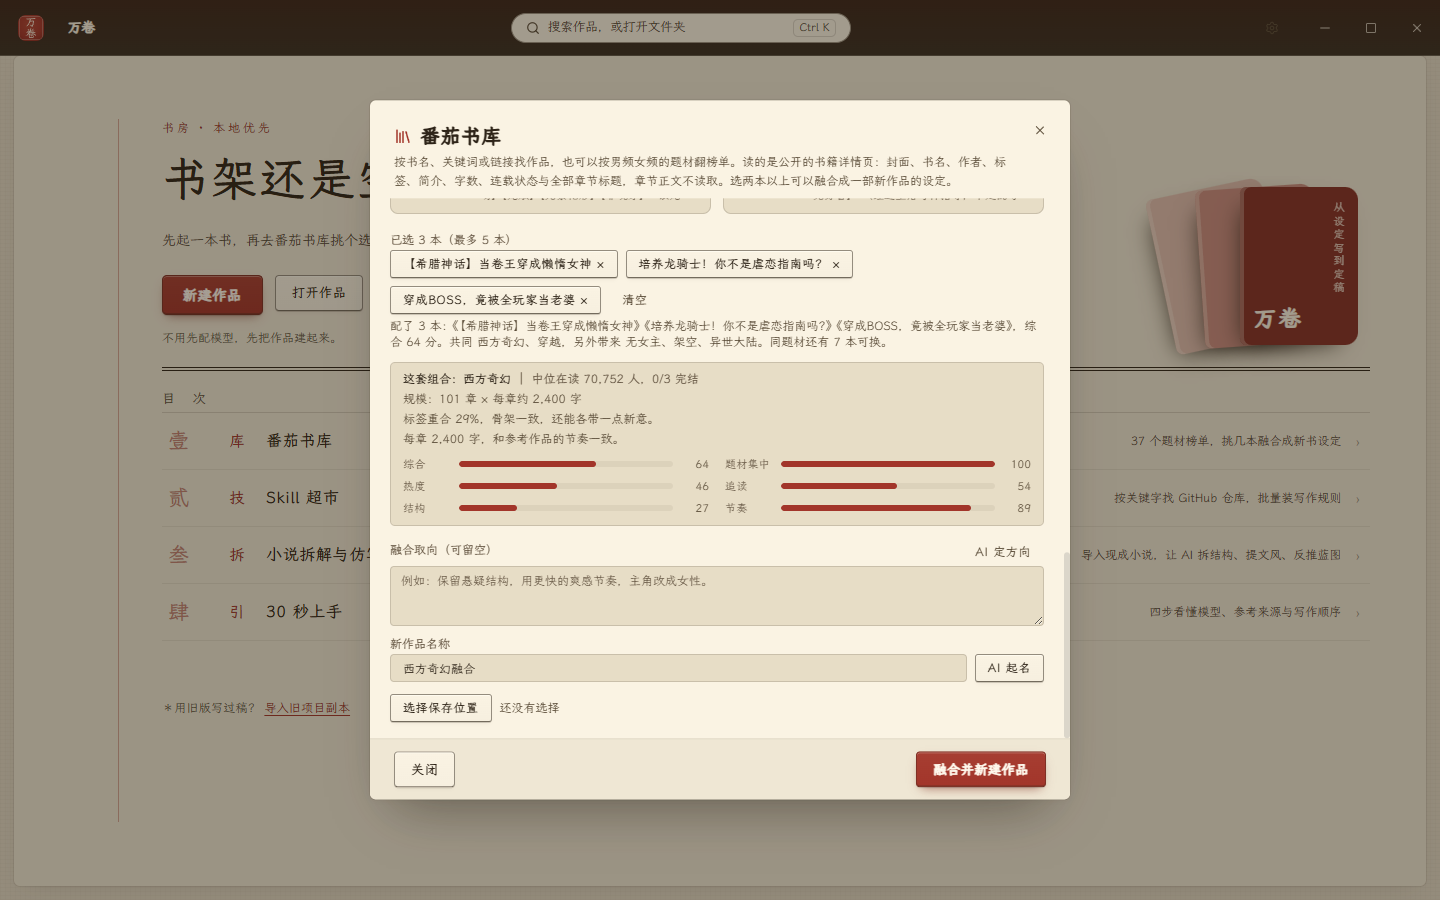 万卷
万卷
搜索作品，或打开文件夹
Ctrl K
书房 · 本地优先
书架还是
先起一本书，再去番茄书库挑个选
新建作品
打开作品
不用先配模型，先把作品建起来。
从设定写到定稿
万卷
目 次
壹 库 番茄书库
37 个题材榜单，挑几本融合成新书设定
贰 技 Skill 超市
按关键字找 GitHub 仓库，批量装写作规则
叁 拆 小说拆解与仿
导入现成小说，让 AI 拆结构、提文风、反推蓝图
肆 引 30 秒上手
四步看懂模型、参考来源与写作顺序
*用旧版写过稿？ 导入旧项目副本
番茄书库
按书名、关键词或链接找作品，也可以按男频女频的题材翻榜单。读的是公开的书籍详情页：封面、书名、作者、标
签、简介、字数、连载状态与全部章节标题，章节正文不读取。选两本以上可以融合成一部新作品的设定。
已选 3 本（最多 5 本）
【希腊神话】当卷王穿成懒惰女神 ×
培养龙骑士！你不是虐恋指南吗？ ×
穿成BOSS，竟被全玩家当老婆 ×
清空
配了 3 本：《【希腊神话】当卷王穿成懒惰女神》《培养龙骑士！你不是虐恋指南吗？》《穿成BOSS，竟被全玩家当老婆》，综
合 64 分。共同 西方奇幻、穿越，另外带来 无女主、架空、异世大陆。同题材还有 7 本可换。
这套组合：西方奇幻 | 中位在读 70,752 人，0/3 完结
规模：101 章 × 每章约 2,400 字
标签重合 29%，骨架一致，还能各带一点新意。
每章 2,400 字，和参考作品的节奏一致。
综合 64 题材集中 100
热度 46 追读 54
结构 27 节奏 89
融合取向（可留空）
AI 定方向
例如：保留悬疑结构，用更快的爽感节奏，主角改成女性。
新作品名称
西方奇幻融合
AI 起名
选择保存位置
还没有选择
关闭
融合并新建作品